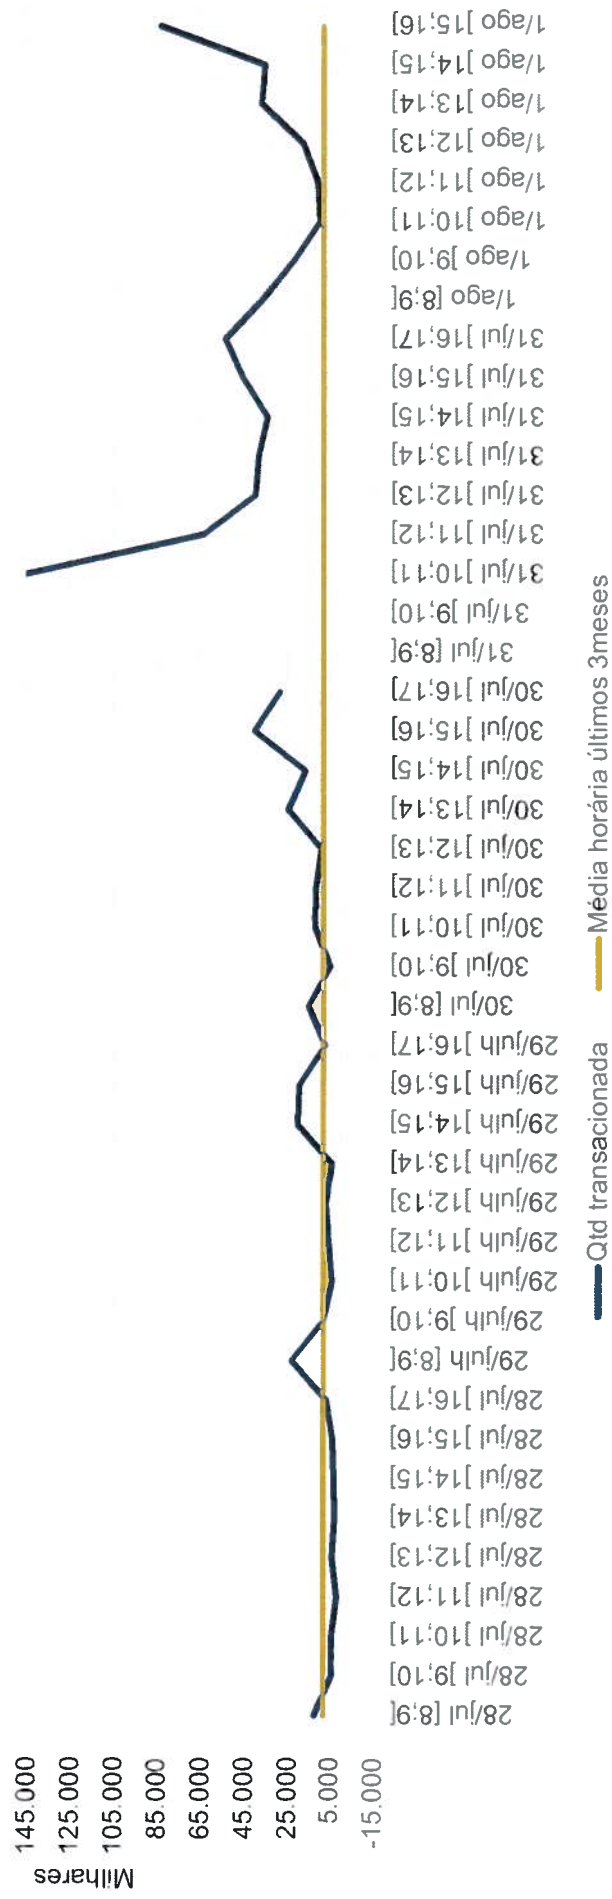 Milhares
145.000
125.000
105.000
85.000
65.000
45.000
25.000
5.000
-15.000
28/jul [8;9[
28/jul ]9;10]
28/jul ]10;11]
28/jul ]11;12]
28/jul ]12;13]
28/jul ]13;14]
28/jul ]14;15]
28/jul ]15;16]
28/jul ]16;17]
29/julh [8;9[
29/julh ]9;10]
29/julh ]10;11]
29/julh ]11;12]
29/julh ]12;13]
29/julh ]13;14]
29/julh ]14;15]
29/julh ]15;16]
29/julh ]16;17]
30/jul [8;9[
30/jul ]9;10]
30/jul ]10;11]
30/jul ]11;12]
30/jul ]12;13]
30/jul ]13;14]
30/jul ]14;15]
30/jul ]15;16]
30/jul ]16;17]
31/jul [8;9[
31/jul ]9;10]
31/jul ]10;11]
31/jul ]11;12]
31/jul ]12;13]
31/jul ]13;14]
31/jul ]14;15]
31/jul ]15;16]
31/jul ]16;17]
1/ago [8;9]
1/ago ]9;10]
1/ago ]10;11]
1/ago ]11;12]
1/ago ]12;13]
1/ago ]13;14]
1/ago ]14;15]
1/ago ]15;16]
Qtd transacionada
Média horária últimos 3meses